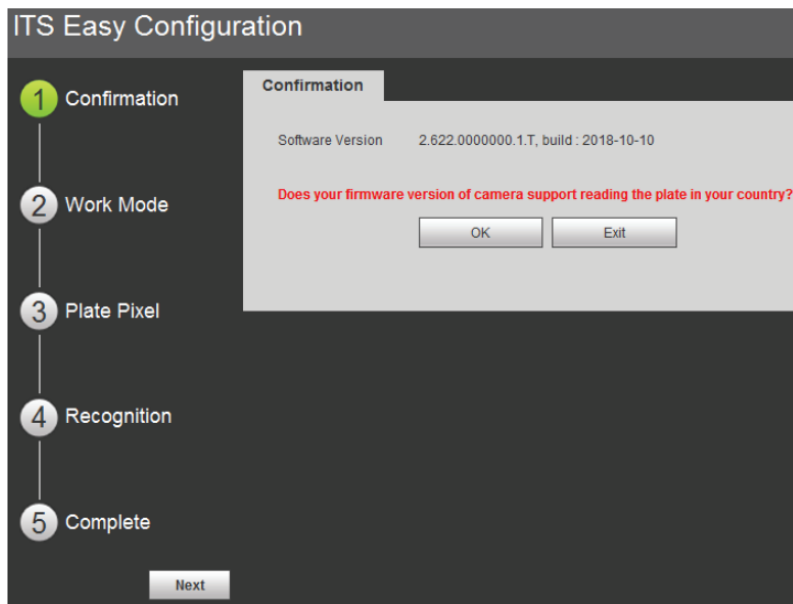 ITS Easy Configuration
1 Confirmation
2 Work Mode
3 Plate Pixel
4 Recognition
5 Complete
Next
Confirmation
Software Version 2.622.0000000.1.T, build : 2018-10-10
Does your firmware version of camera support reading the plate in your country?
OK Exit